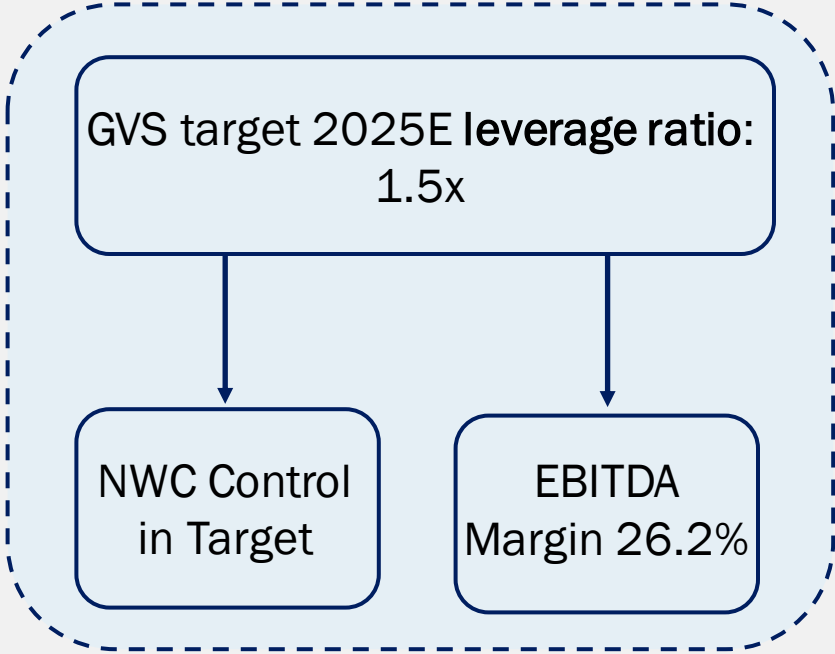 GVS target 2025E leverage ratio:
1.5x
NWC Control
in Target
EBITDA
Margin 26.2%